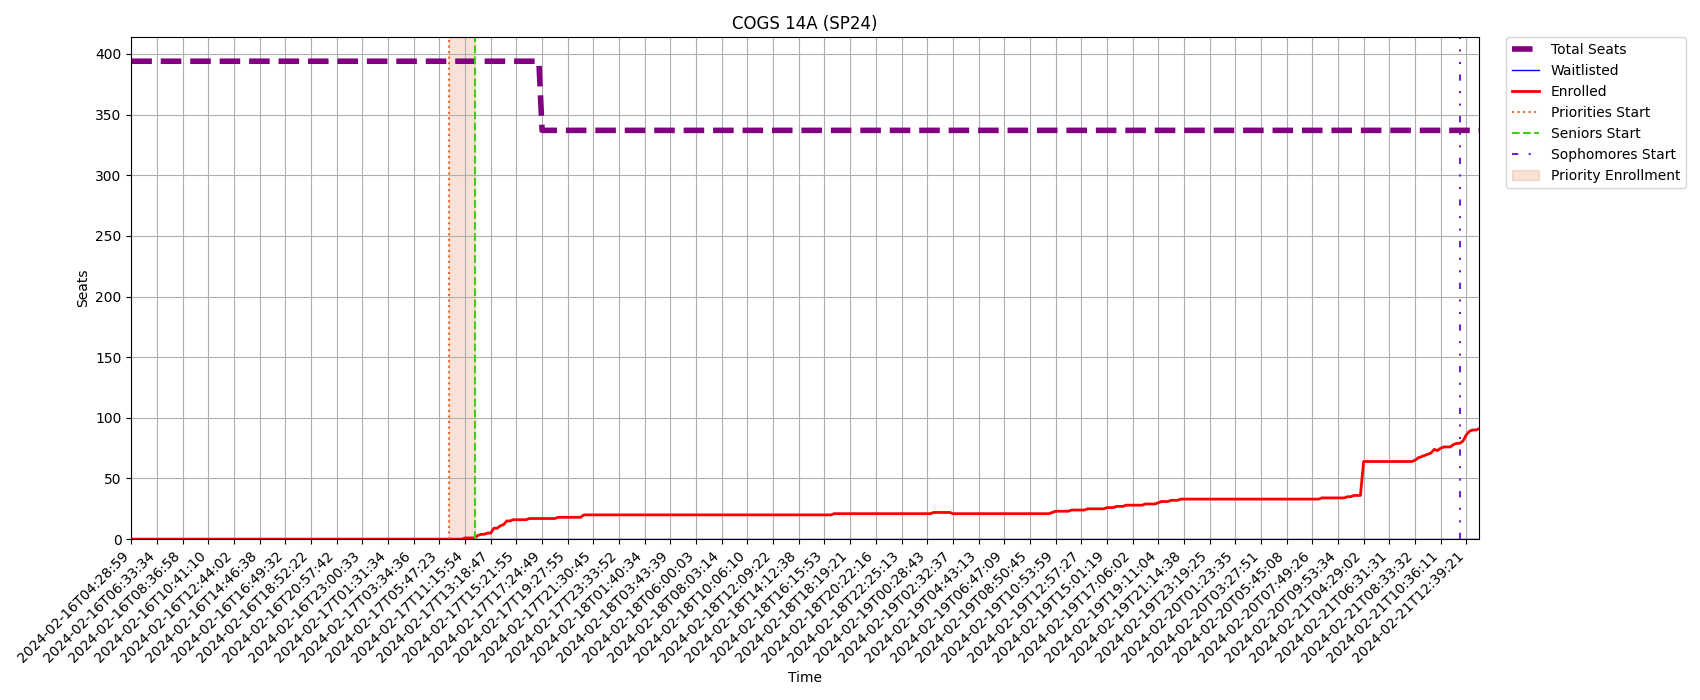 COGS 14A (SP24)
Total Seats
Waitlisted
Enrolled
Priorities Start
Seniors Start
Sophomores Start
Priority Enrollment
Seats
400
350
300
250
200
150
100
50
0
2024-02-16T04:28:59
2024-02-16T06:33:34
2024-02-16T08:36:58
2024-02-16T10:41:10
2024-02-16T12:44:02
2024-02-16T14:46:38
2024-02-16T16:49:32
2024-02-16T18:52:22
2024-02-16T20:57:42
2024-02-16T23:00:33
2024-02-17T01:31:34
2024-02-17T03:34:36
2024-02-17T05:47:23
2024-02-17T11:15:54
2024-02-17T13:18:47
2024-02-17T15:21:55
2024-02-17T17:24:49
2024-02-17T19:27:55
2024-02-17T21:30:45
2024-02-17T23:33:52
2024-02-18T01:40:34
2024-02-18T03:43:39
2024-02-18T06:00:03
2024-02-18T08:03:14
2024-02-18T10:06:10
2024-02-18T12:09:22
2024-02-18T14:12:38
2024-02-18T16:15:53
2024-02-18T18:19:21
2024-02-18T20:22:16
2024-02-18T22:25:13
2024-02-19T00:28:43
2024-02-19T02:32:37
2024-02-19T04:43:13
2024-02-19T06:47:09
2024-02-19T08:50:45
2024-02-19T10:53:59
2024-02-19T12:57:27
2024-02-19T15:01:19
2024-02-19T17:06:02
2024-02-19T19:11:04
2024-02-19T21:14:38
2024-02-19T23:19:25
2024-02-20T01:23:35
2024-02-20T03:27:51
2024-02-20T05:45:08
2024-02-20T07:49:26
2024-02-20T09:53:34
2024-02-21T04:29:02
2024-02-21T06:31:31
2024-02-21T08:33:32
2024-02-21T10:36:11
2024-02-21T12:39:21
Time